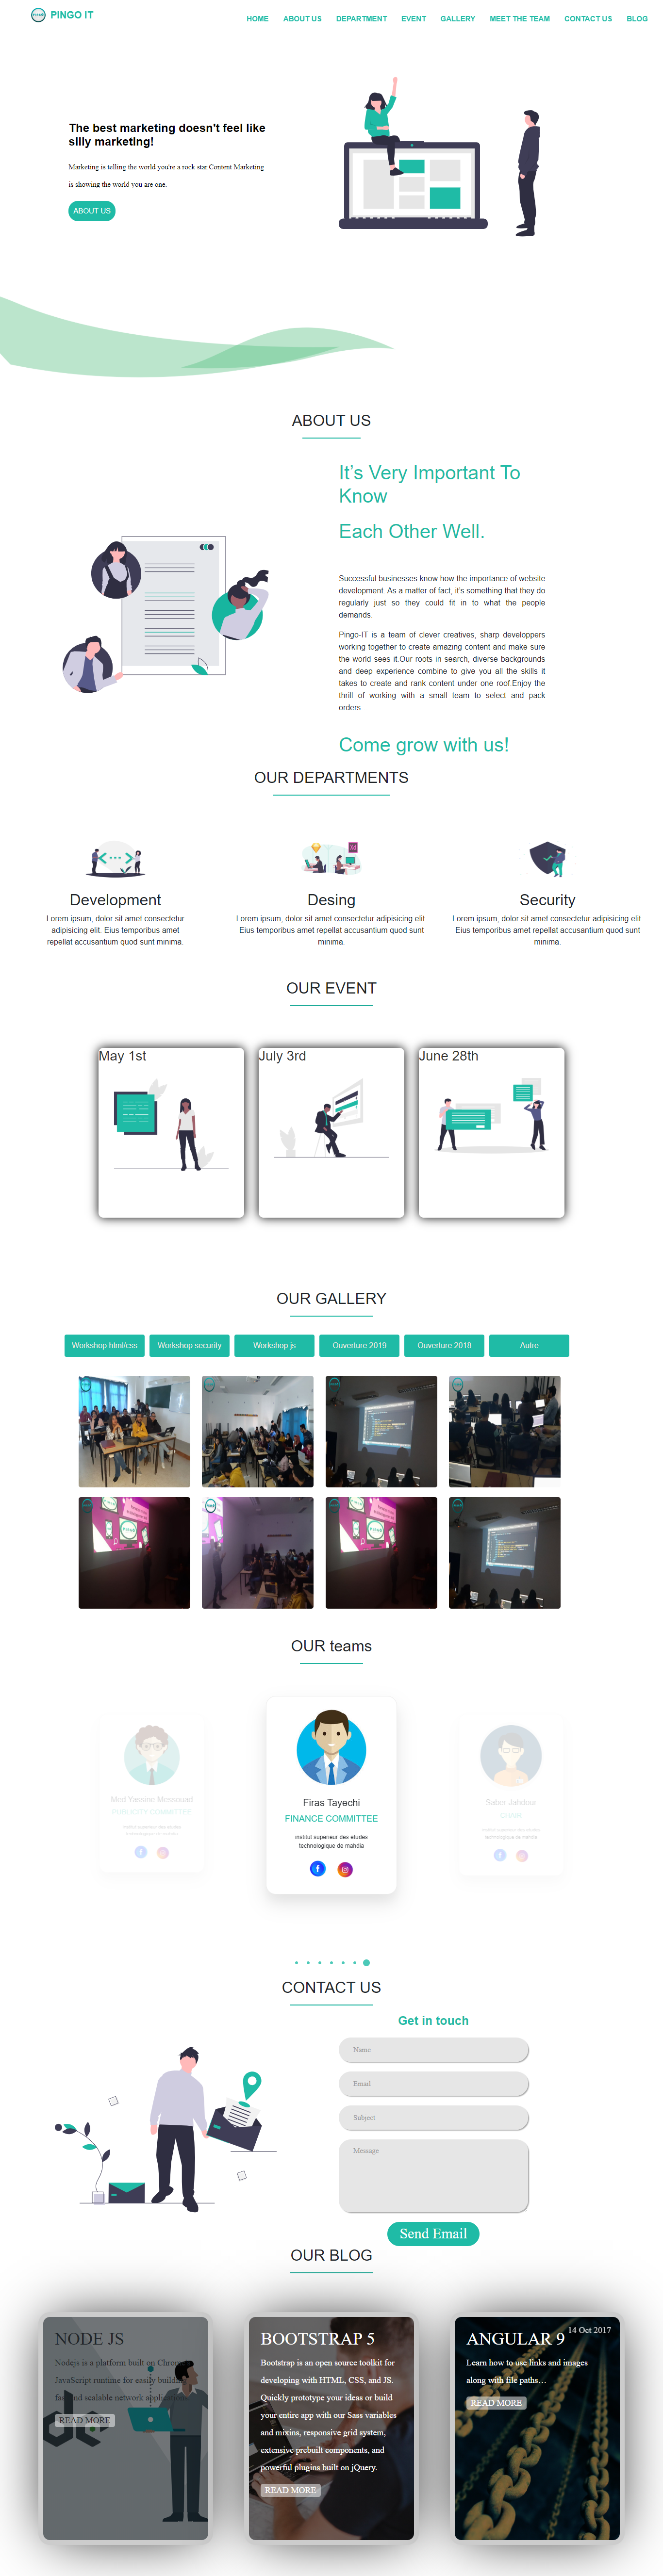 PINGO IT
HOME ABOUT US DEPARTMENT EVENT GALLERY MEET THE TEAM CONTACT US BLOG
The best marketing doesn't feel like
silly marketing!
Marketing is telling the world you're a rock star.Content Marketing
is showing the world you are one.
ABOUT US
ABOUT US
It's Very Important To
Know
Each Other Well.
Successful businesses know how the importance of website
development. As a matter of fact, it's something that they do
regularly just so they could fit in to what the people
demands.
Pingo-IT is a team of clever creatives, sharp developpers
working together to create amazing content and make sure
the world sees it.Our roots in search, diverse backgrounds
and deep experience combine to give you all the skills it
takes to create and rank content under one roof.Enjoy the
thrill of working with a small team to select and pack
orders…
Come grow with us!
OUR DEPARTMENTS
Development
Lorem ipsum, dolor sit amet consectetur
adipisicing elit. Eius temporibus amet
repellat accusantium quod sunt minima.
Desing
Lorem ipsum, dolor sit amet consectetur adipisicing elit.
Eius temporibus amet repellat accusantium quod sunt
minima.
Security
Lorem ipsum, dolor sit amet consectetur adipisicing elit.
Eius temporibus amet repellat accusantium quod sunt
minima.
OUR EVENT
May 1st
July 3rd
June 28th
OUR GALLERY
Workshop html/css
Workshop security
Workshop js
Ouverture 2019
Ouverture 2018
Autre
OUR teams
Med Yassine Messouad
PUBLICITY COMMITTEE
institut superieur des etudes
technologique de mahdia
Firas Tayechi
FINANCE COMMITTEE
institut superieur des etudes
technologique de mahdia
Saber Jandour
institut superieur des etudes
technologique de mahdia
CONTACT US
Get in touch
Name
Email
Subject
Message
Send Email
OUR BLOG
NODE JS
Nodejs is a platform built on Chrome
JavaScript runtime for easily building
fast and scalable network applications
READ MORE
BOOTSTRAP 5
Bootstrap is an open source toolkit for
developing with HTML, CSS, and JS.
Quickly prototype your ideas or build
your entire app with our Sass variables
and mixins, responsive grid system,
extensive prebuilt components, and
powerful plugins built on jQuery.
READ MORE
14 Oct 2017
ANGULAR 9
Learn how to use links and images
along with file paths…
READ MORE